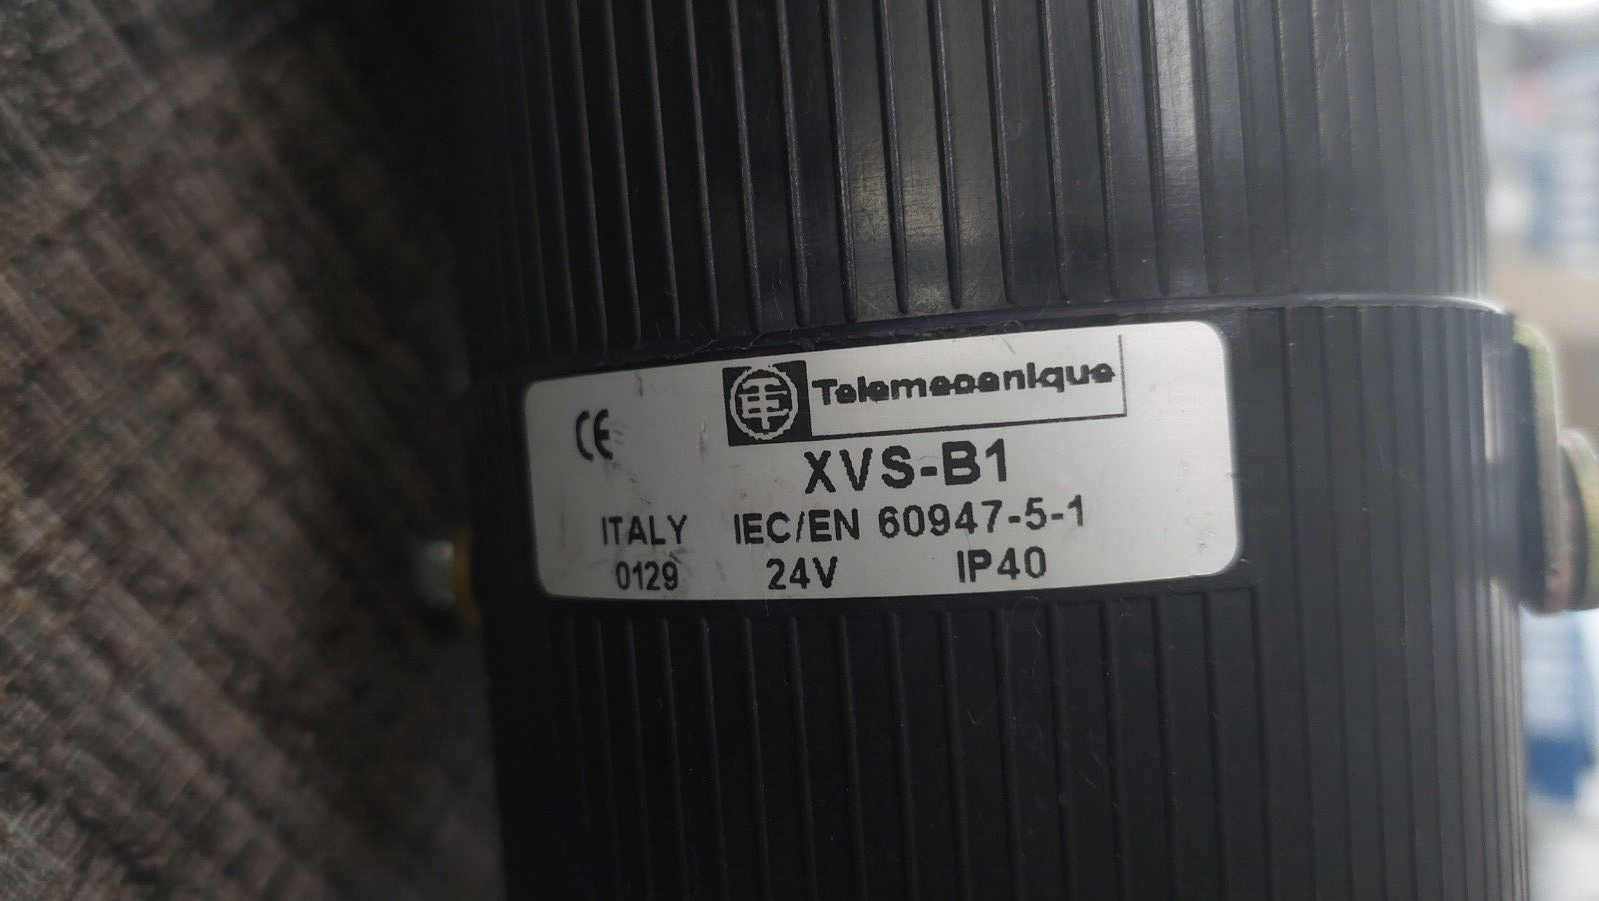 Telemecanique
CE
XVS-B1
ITALY IEC/EN 60947-5-1
0129 24V IP40